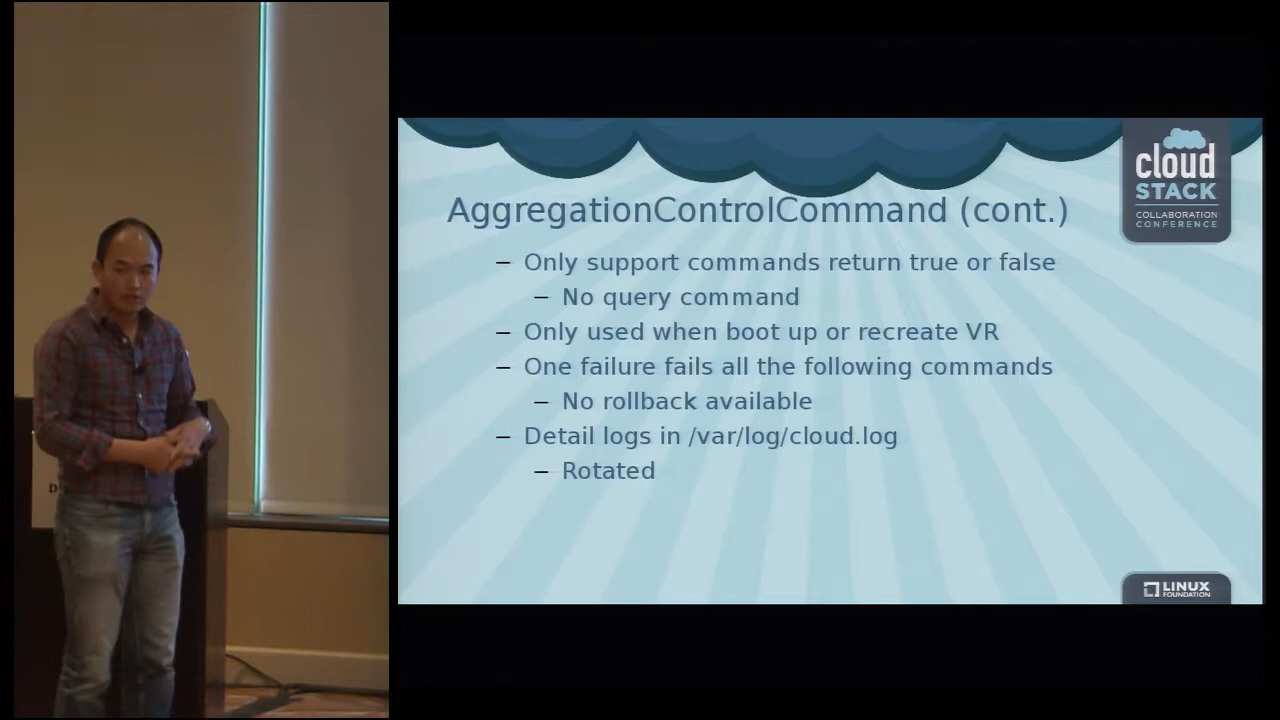 cloud
STACK
COLLABORATION
CONFERENCE
AggregationControlCommand (cont.)
– Only support commands return true or false
– No query command
– Only used when boot up or recreate VR
– One failure fails all the following commands
– No rollback available
– Detail logs in /var/log/cloud.log
– Rotated
LINUX
FOUNDATION